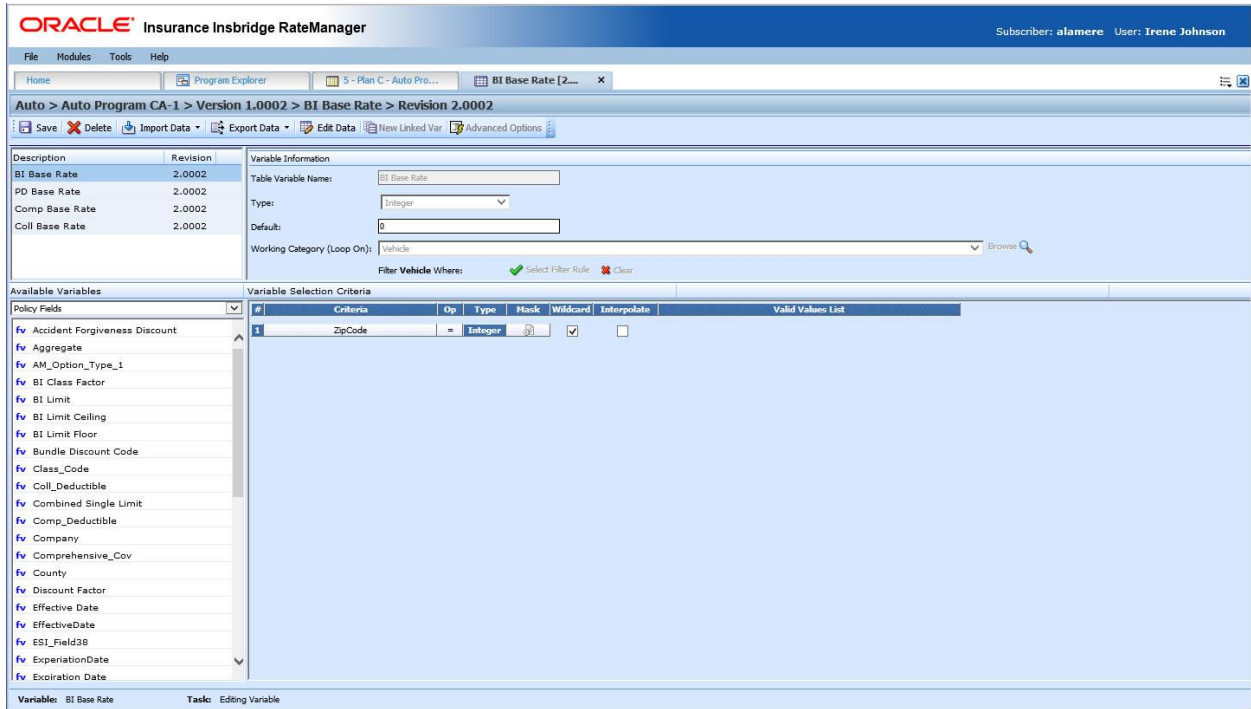 ORACLE Insurance Insbridge RateManager
Subscriber: alamere User: Irene Johnson
File Modules Tools Help
Home Program Explorer 5 - Plan C - Auto Pro... BI Base Rate [2.... x
Auto > Auto Program CA-1 > Version 1.0002 > BI Base Rate > Revision 2.0002
Save Delete Import Data Export Data Edit Data New Linked Var Advanced Options
Description Revision
BI Base Rate 2.0002
PD Base Rate 2.0002
Comp Base Rate 2.0002
Coll Base Rate 2.0002
Variable Information
Table Variable Name: BI Base Rate
Type: Integer
Default: 0
Working Category (Loop On): Vehicle Browse
Filter Vehicle Where: Select Filter Rule Clear
Available Variables
Policy Fields
fv Accident Forgiveness Discount
fv Aggregate
fv AM_Option_Type_1
fv BI Class Factor
fv BI Limit
fv BI Limit Ceiling
fv BI Limit Floor
fv Bundle Discount Code
fv Class_Code
fv Coll_Deductible
fv Combined Single Limit
fv Comp_Deductible
fv Company
fv Comprehensive_Cov
fv County
fv Discount Factor
fv Effective Date
fv EffectiveDate
fv ESI_Field38
fv ExperiationDate
fv Expiration Date
Variable Selection Criteria
# Criteria Op Type Mask Wildcard Interpolate Valid Values List
1 ZipCode = Integer
Variable: BI Base Rate Task: Editing Variable